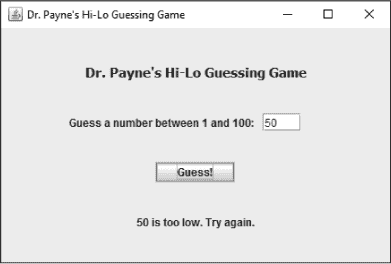 Dr. Payne's Hi-Lo Guessing Game
Dr. Payne's Hi-Lo Guessing Game
Guess a number between 1 and 100: 50
Guess!
50 is too low. Try again.